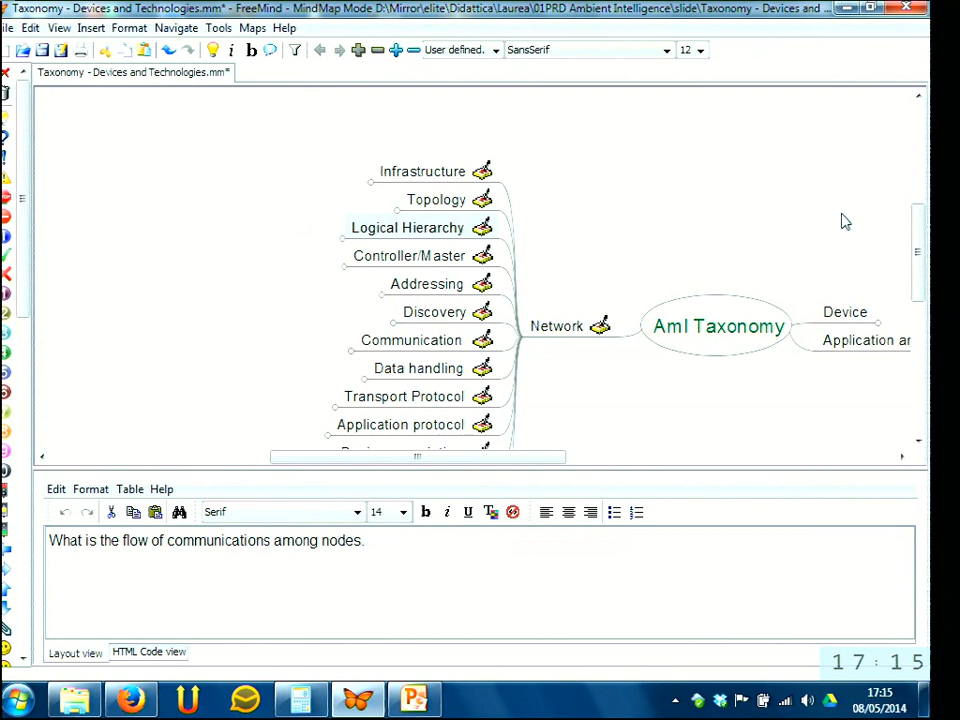 Taxonomy - Devices and Technologies.mm* - FreeMind - MindMap Mode D:\Mirror\elite\Didattica\Laurea\01PRD Ambient Intelligence\slide\Taxonomy - Devices and ...
ile Edit View Insert Format Navigate Tools Maps Help
User defined. SansSerif 12
Taxonomy - Devices and Technologies.mm*
Infrastructure
Topology
Logical Hierarchy
Controller/Master
Addressing
Discovery
Communication
Data handling
Transport Protocol
Application protocol
Network
AmI Taxonomy
Device
Application ar
Edit Format Table Help
Serif 14
What is the flow of communications among nodes.
Layout view HTML Code view
17:15
17:15
08/05/2014